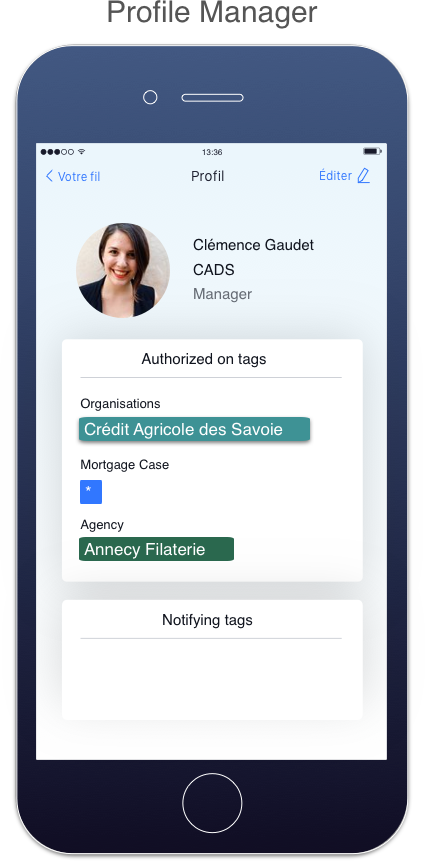 Profile Manager
13:36
Votre fil
Profil
Éditer
Clémence Gaudet
CADS
Manager
Authorized on tags
Organisations
Crédit Agricole des Savoie
Mortgage Case
*
Agency
Annecy Filaterie
Notifying tags